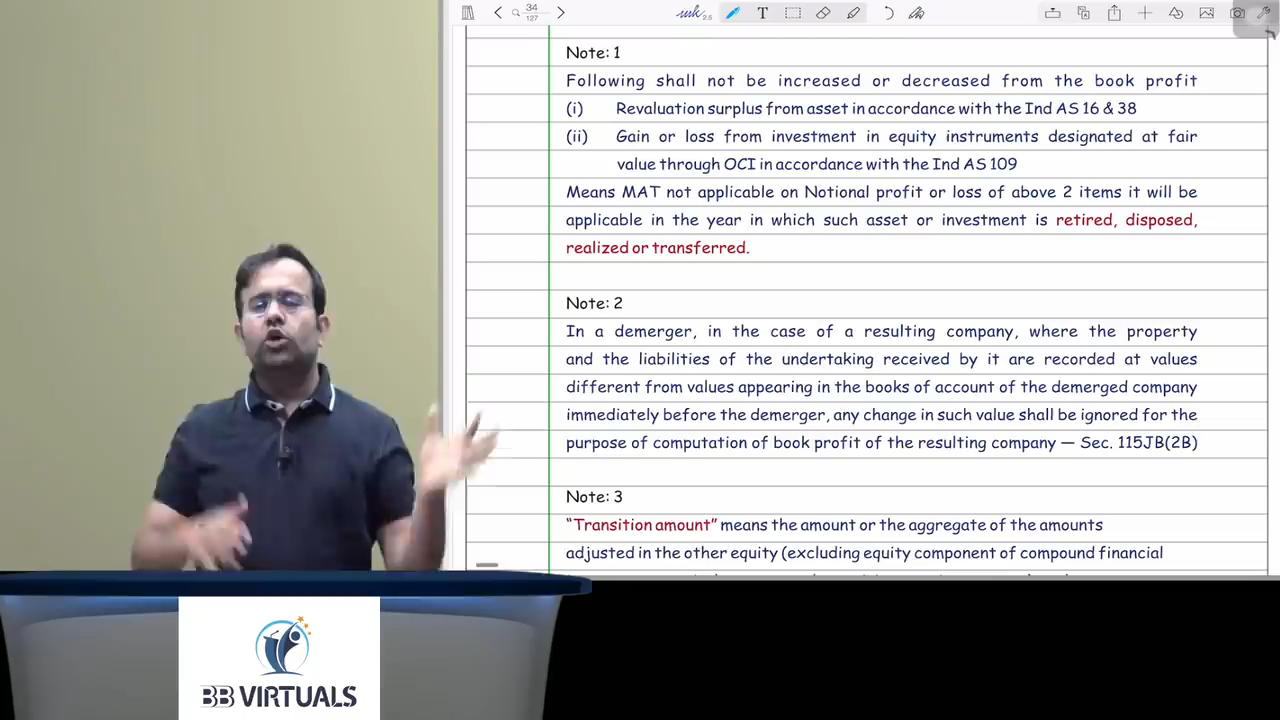 34
127
2.5
T
Note: 1
Following shall not be increased or decreased from the book profit
(i) Revaluation surplus from asset in accordance with the Ind AS 16 & 38
(ii) Gain or loss from investment in equity instruments designated at fair
value through OCI in accordance with the Ind AS 109
Means MAT not applicable on Notional profit or loss of above 2 items it will be
applicable in the year in which such asset or investment is retired, disposed,
realized or transferred.
Note: 2
In a demerger, in the case of a resulting company, where the property
and the liabilities of the undertaking received by it are recorded at values
different from values appearing in the books of account of the demerged company
immediately before the demerger, any change in such value shall be ignored for the
purpose of computation of book profit of the resulting company — Sec. 115JB(2B)
Note: 3
“Transition amount” means the amount or the aggregate of the amounts
adjusted in the other equity (excluding equity component of compound financial
BB VIRTUALS